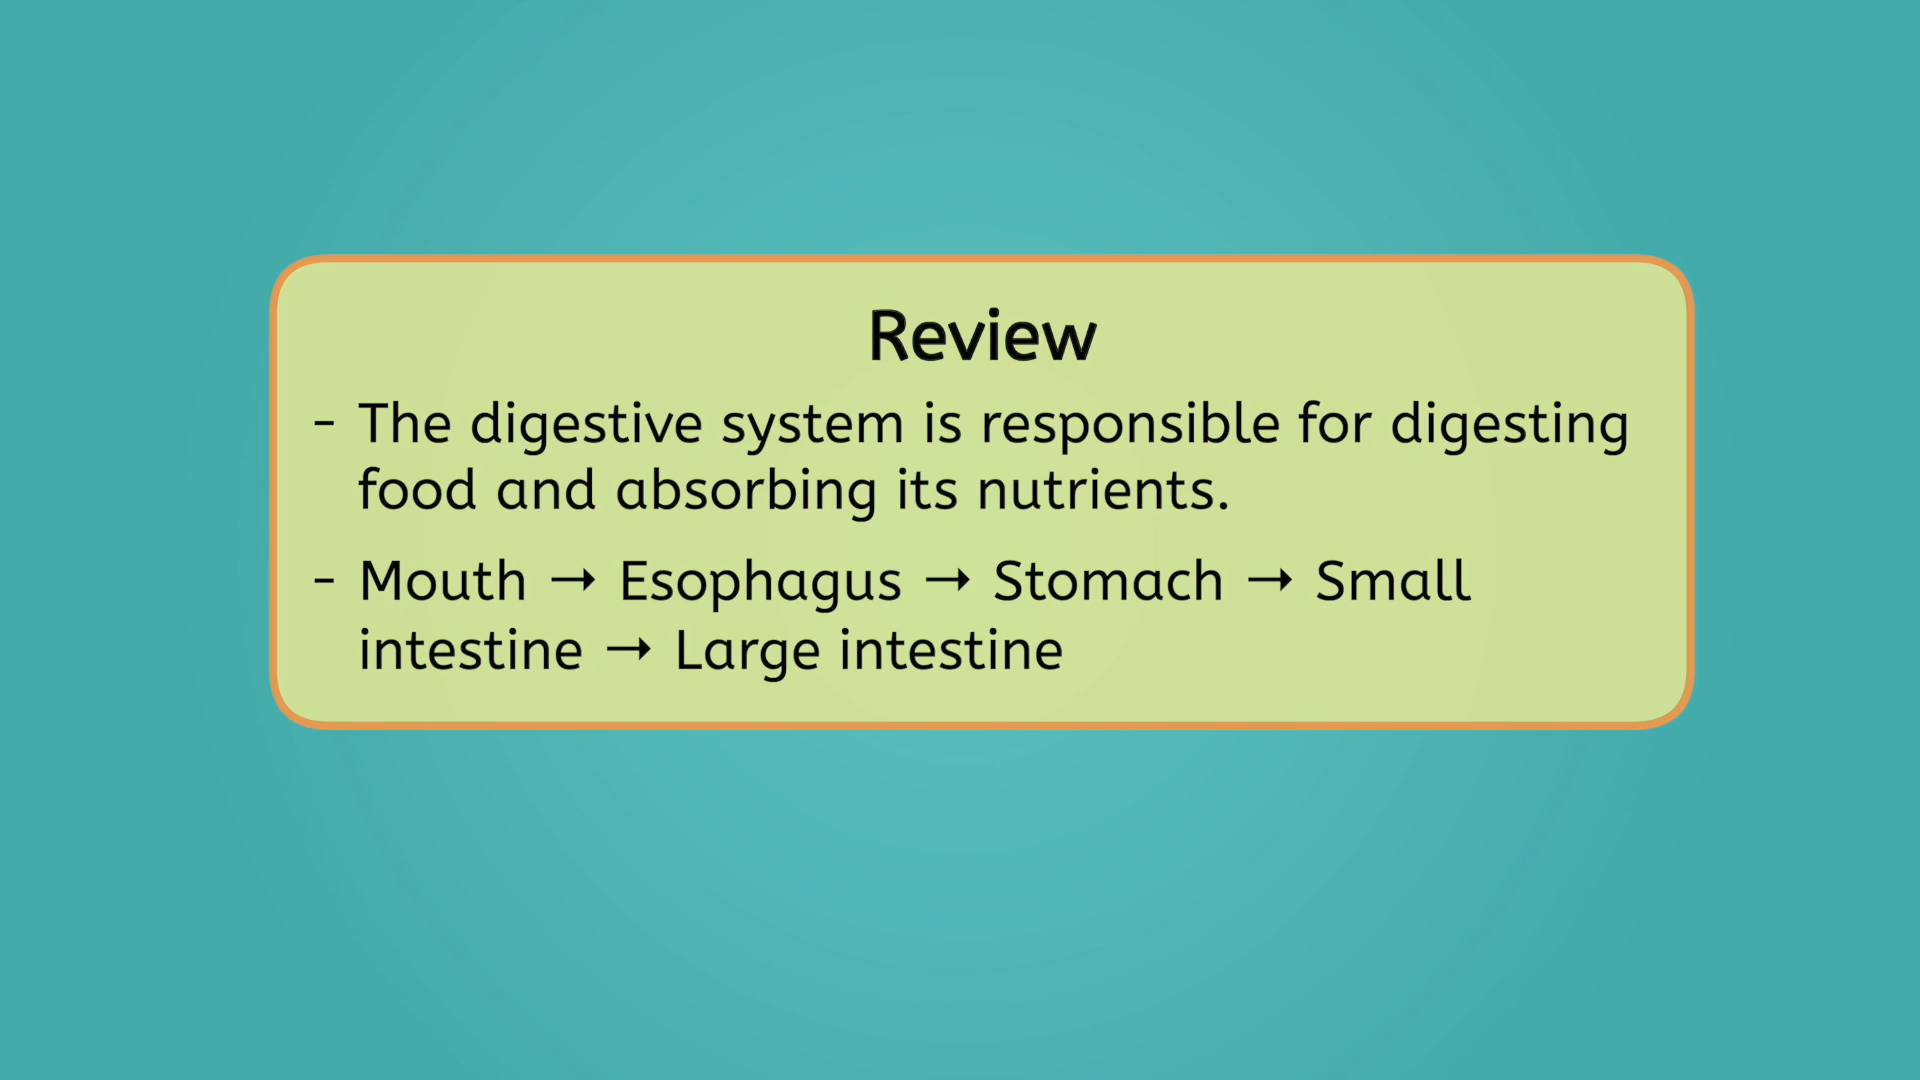 Review
- The digestive system is responsible for digesting
food and absorbing its nutrients.
- Mouth → Esophagus → Stomach → Small
intestine → Large intestine